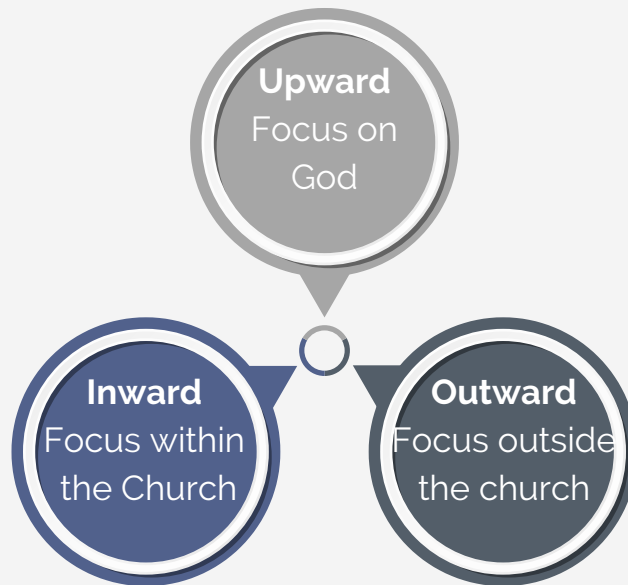 Upward
Focus on
God
Inward
Focus within
the Church
Outward
Focus outside
the church